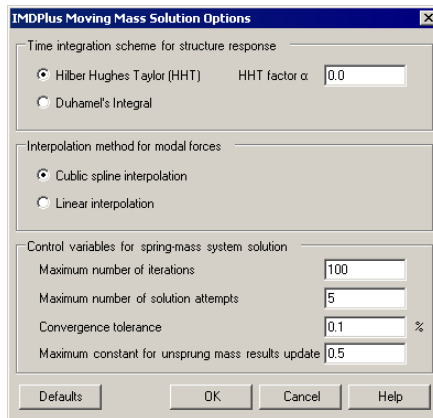 IMDPlus Moving Mass Solution Options
Time integration scheme for structure response
Hilber Hughes Taylor (HHT) HHT factor α 0.0
Duhamel's Integral
Interpolation method for modal forces
Cublic spline interpolation
Linear interpolation
Control variables for spring-mass system solution
Maximum number of iterations 100
Maximum number of solution attempts 5
Convergence tolerance 0.1 %
Maximum constant for unsprung mass results update 0.5
Defaults OK Cancel Help